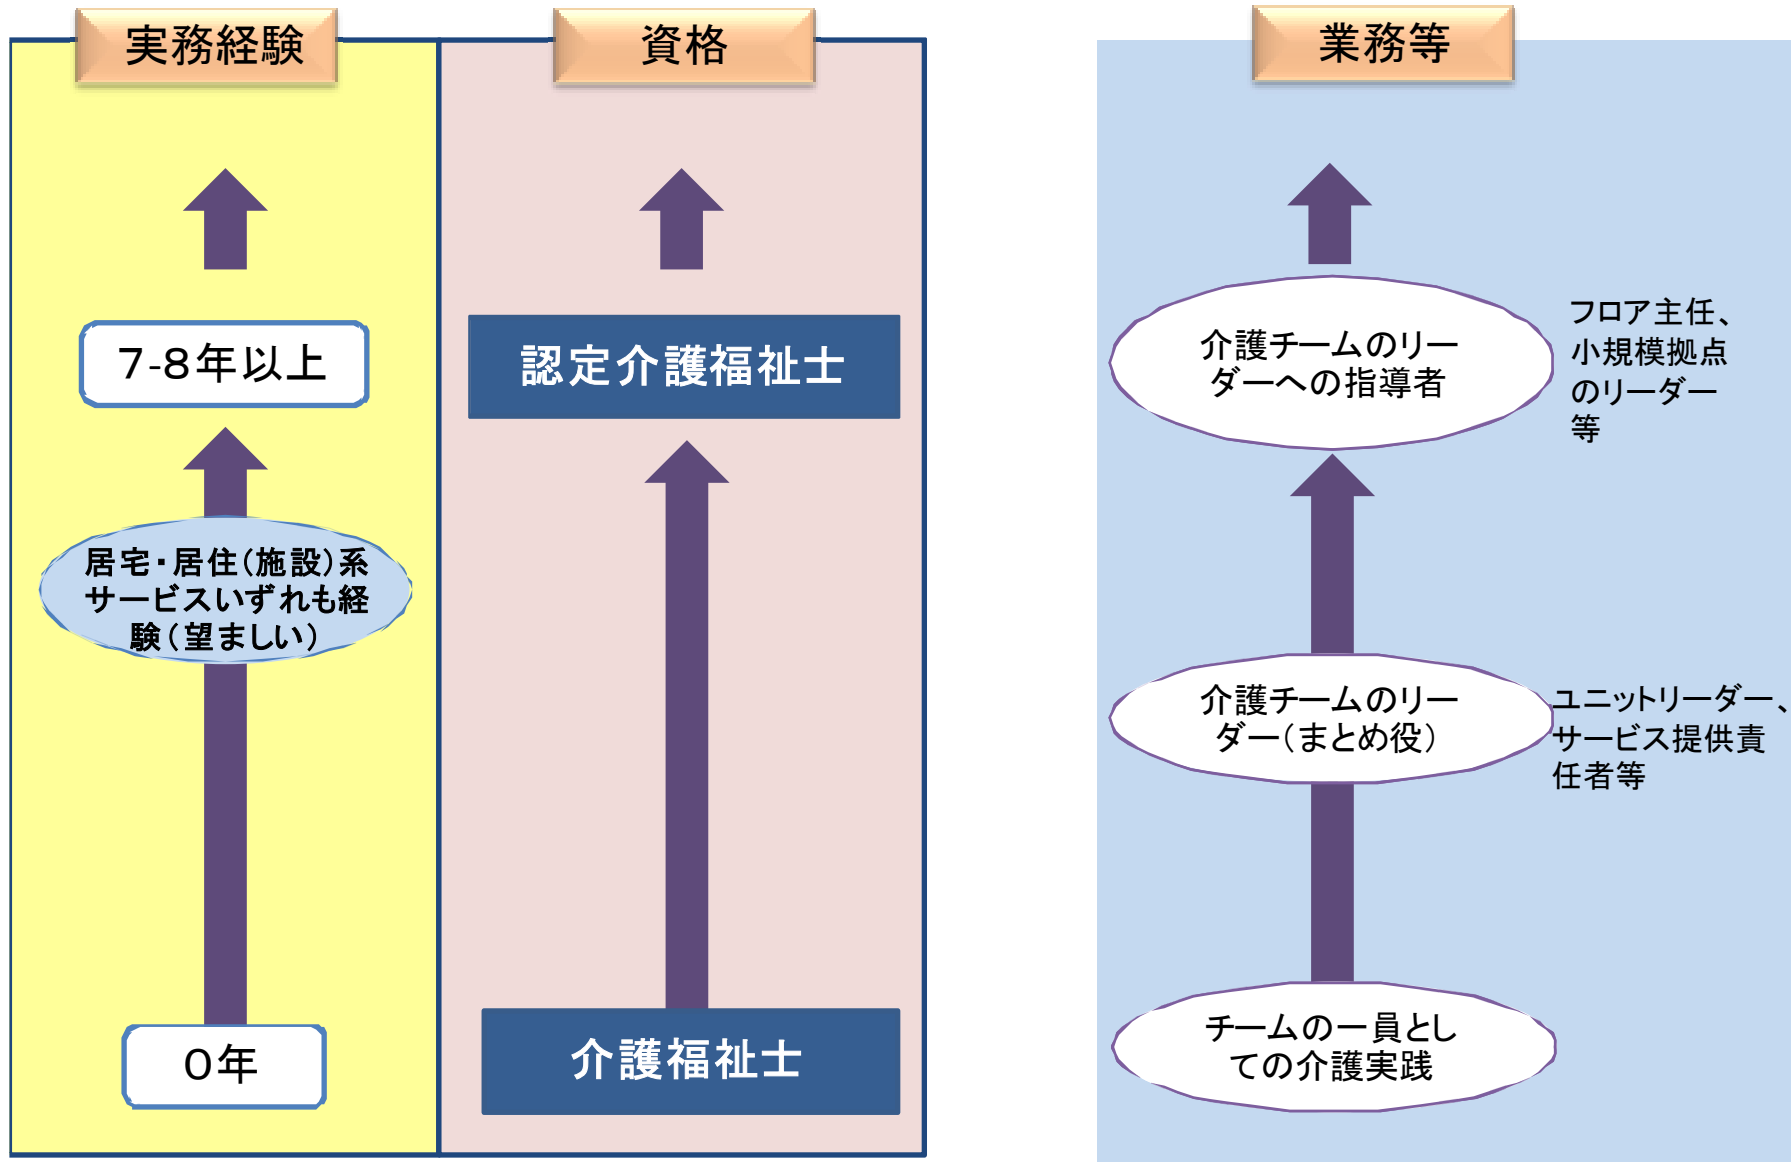 実務経験
資格
業務等
7-8年以上
居宅・居住(施設)系
サービスいずれも経
験(望ましい)
0年
認定介護福祉士
介護福祉士
介護チームのリー
ダーへの指導者
フロア主任、
小規模拠点
のリーダー
等
介護チームのリー
ダー(まとめ役)
ユニットリーダー、
サービス提供責
任者等
チームの一員とし
ての介護実践